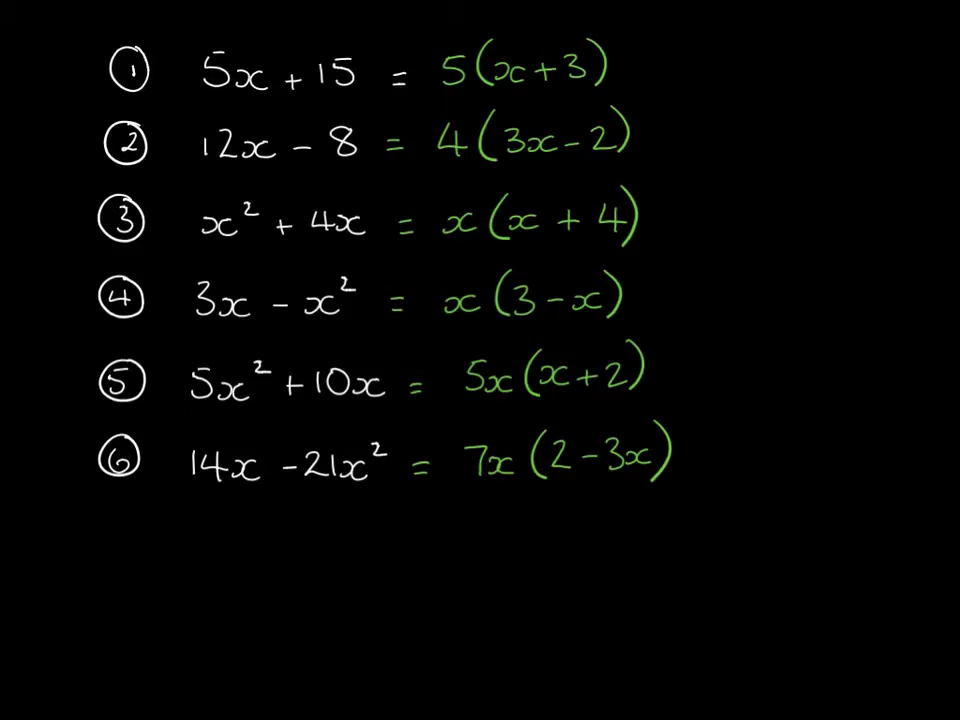 ① 5x + 15 = 5(x + 3)
② 12x - 8 = 4(3x - 2)
③ x² + 4x = x(x + 4)
④ 3x - x² = x(3 - x)
⑤ 5x² + 10x = 5x(x + 2)
⑥ 14x - 21x² = 7x(2 - 3x)